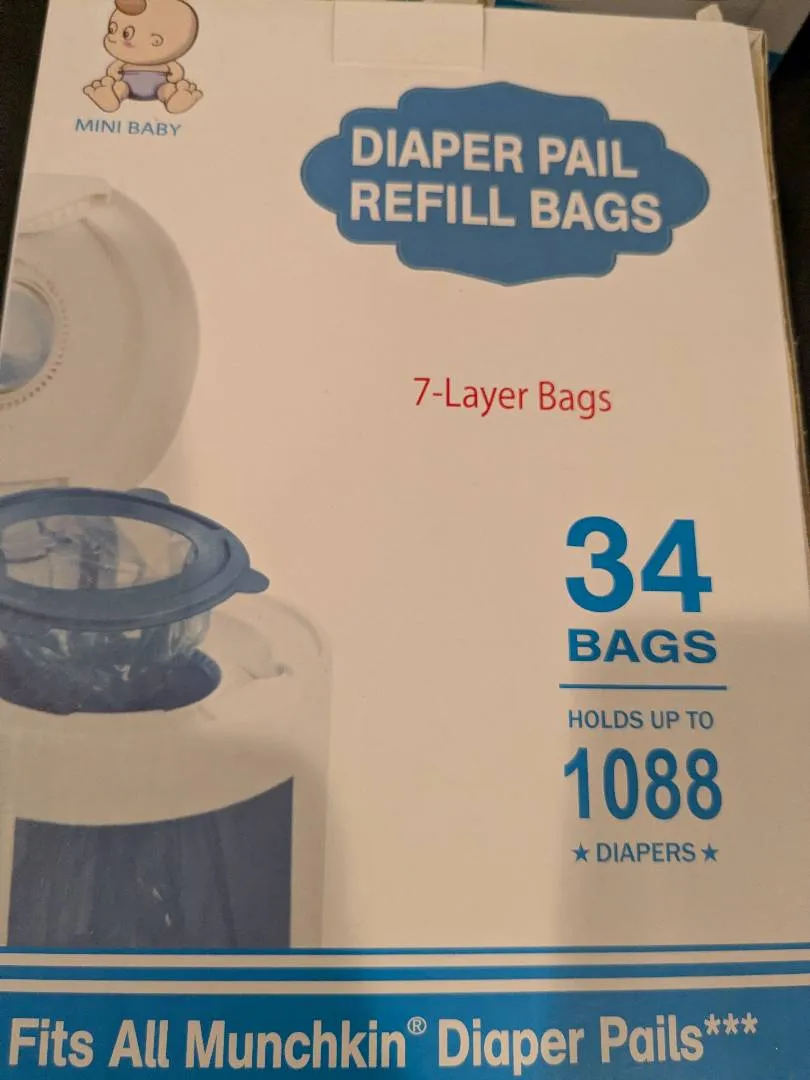 MINI BABY
DIAPER PAIL
REFILL BAGS
7-Layer Bags
34
BAGS
HOLDS UP TO
1088
★ DIAPERS ★
Fits All Munchkin® Diaper Pails***